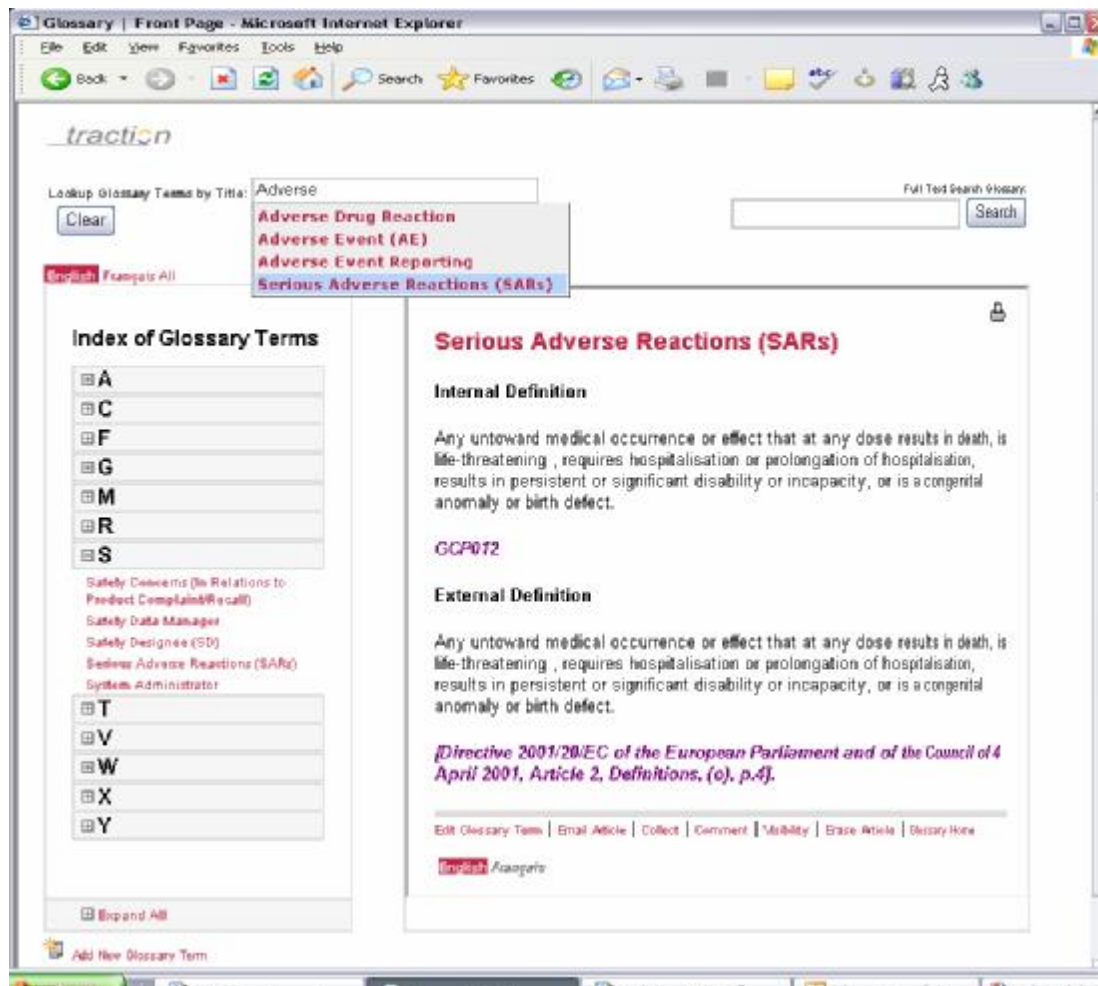 Glossary | Front Page - Microsoft Internet Explorer
File Edit View Favorites Tools Help
Back Search Favorites
traction
Lookup Glossary Terms by Title: Adverse
Full Text Search Glossary:
Clear
Search
Adverse Drug Reaction
Adverse Event (AE)
Adverse Event Reporting
Serious Adverse Reactions (SARs)
English Français All
Index of Glossary Terms
A
C
F
G
M
R
S
Safety Concerns (In Relations to
Product Complaint/Recall)
Safety Data Manager
Safety Designee (SD)
Serious Adverse Reactions (SARs)
System Administrator
T
V
W
X
Y
Expand All
Add New Glossary Term
Serious Adverse Reactions (SARs)
Internal Definition
Any untoward medical occurrence or effect that at any dose results in death, is
life-threatening , requires hospitalisation or prolongation of hospitalisation,
results in persistent or significant disability or incapacity, or is a congenital
anomaly or birth defect.
GCP012
External Definition
Any untoward medical occurrence or effect that at any dose results in death, is
life-threatening , requires hospitalisation or prolongation of hospitalisation,
results in persistent or significant disability or incapacity, or is a congenital
anomaly or birth defect.
[Directive 2001/20/EC of the European Parliament and of the Council of 4
April 2001, Article 2, Definitions, (o), p.4].
Edit Glossary Term | Email Article | Collect | Comment | Visibility | Erase Article | Glossary Home
English Français